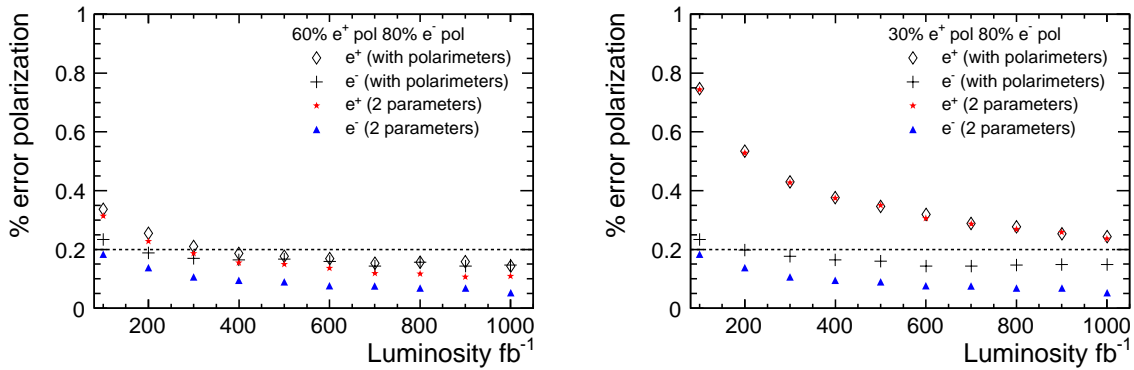 60% e⁺ pol 80% e⁻ pol
e⁺ (with polarimeters)
e⁻ (with polarimeters)
e⁺ (2 parameters)
e⁻ (2 parameters)
% error polarization
1
0.8
0.6
0.4
0.2
0
200 400 600 800 1000
Luminosity fb⁻¹
30% e⁺ pol 80% e⁻ pol
e⁺ (with polarimeters)
e⁻ (with polarimeters)
e⁺ (2 parameters)
e⁻ (2 parameters)
% error polarization
1
0.8
0.6
0.4
0.2
0
200 400 600 800 1000
Luminosity fb⁻¹